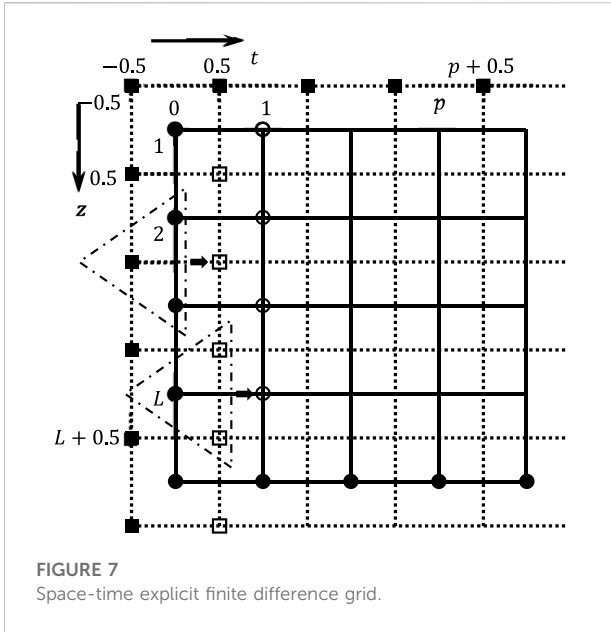 t
−0.5 0.5 p + 0.5
−0.5 0 1 p
1
0.5
z
2
L
L + 0.5
FIGURE 7
Space-time explicit finite difference grid.